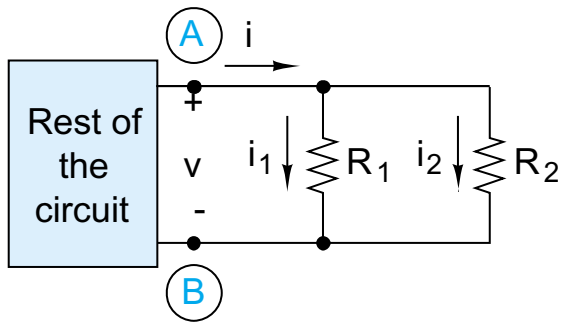 A
i
+
Rest of
the
circuit
v
i1
R1
i2
R2
-
B